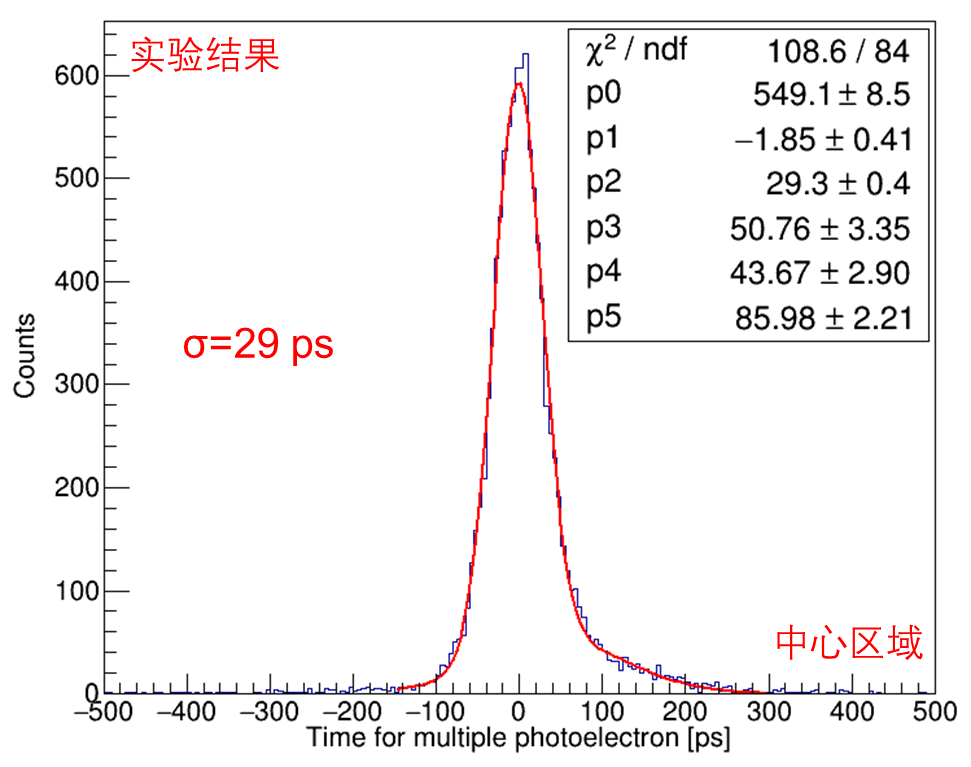 实验结果
χ² / ndf 108.6 / 84
p0 549.1 ± 8.5
p1 −1.85 ± 0.41
p2 29.3 ± 0.4
p3 50.76 ± 3.35
p4 43.67 ± 2.90
p5 85.98 ± 2.21
σ=29 ps
中心区域
Counts
600
500
400
300
200
100
0
−500 −400 −300 −200 −100 0 100 200 300 400 500
Time for multiple photoelectron [ps]